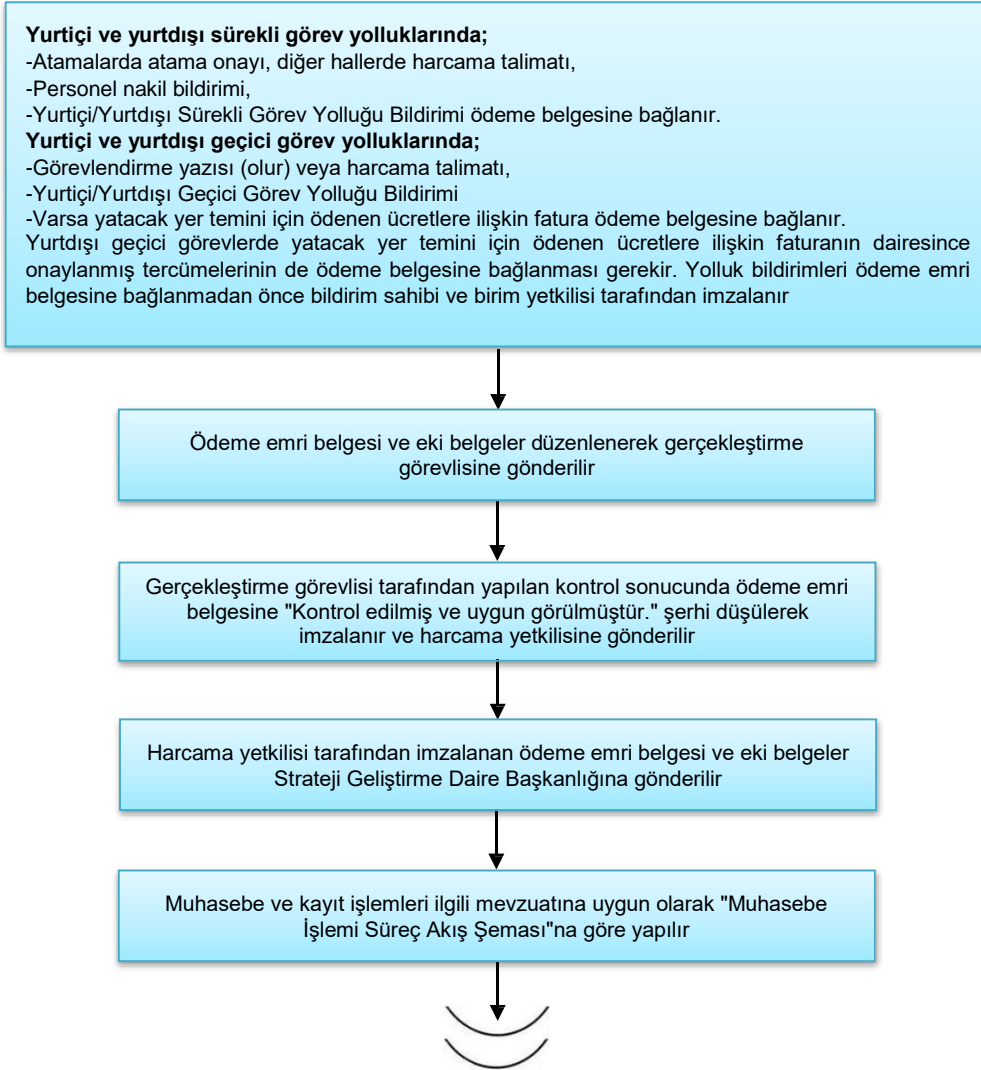 Yurtiçi ve yurtdışı sürekli görev yolluklarında;
-Atamalarda atama onayı, diğer hallerde harcama talimatı,
-Personel nakil bildirimi,
-Yurtiçi/Yurtdışı Sürekli Görev Yolluğu Bildirimi ödeme belgesine bağlanır.
Yurtiçi ve yurtdışı geçici görev yolluklarında;
-Görevlendirme yazısı (olur) veya harcama talimatı,
-Yurtiçi/Yurtdışı Geçici Görev Yolluğu Bildirimi
-Varsa yatacak yer temini için ödenen ücretlere ilişkin fatura ödeme belgesine bağlanır.
Yurtdışı geçici görevlerde yatacak yer temini için ödenen ücretlere ilişkin faturanın dairesince
onaylanmış tercümelerinin de ödeme belgesine bağlanması gerekir. Yolluk bildirimleri ödeme emri
belgesine bağlanmadan önce bildirim sahibi ve birim yetkilisi tarafından imzalanır
Ödeme emri belgesi ve eki belgeler düzenlenerek gerçekleştirme
görevlisine gönderilir
Gerçekleştirme görevlisi tarafından yapılan kontrol sonucunda ödeme emri
belgesine "Kontrol edilmiş ve uygun görülmüştür." şerhi düşülerek
imzalanır ve harcama yetkilisine gönderilir
Harcama yetkilisi tarafından imzalanan ödeme emri belgesi ve eki belgeler
Strateji Geliştirme Daire Başkanlığına gönderilir
Muhasebe ve kayıt işlemleri ilgili mevzuatına uygun olarak "Muhasebe
İşlemi Süreç Akış Şeması"na göre yapılır